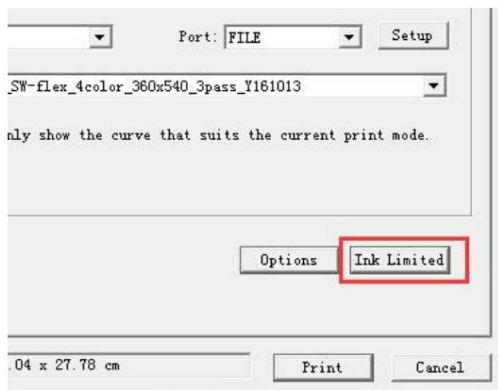 Port: FILE Setup
_SW-flex_4color_360x540_3pass_Y161013
nly show the curve that suits the current print mode.
Options Ink Limited
.04 x 27.78 cm Print Cancel